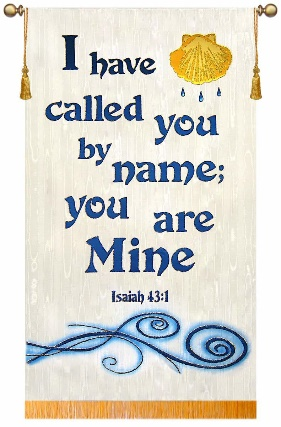 I have
called you
by name;
you are
Mine
Isaiah 43:1